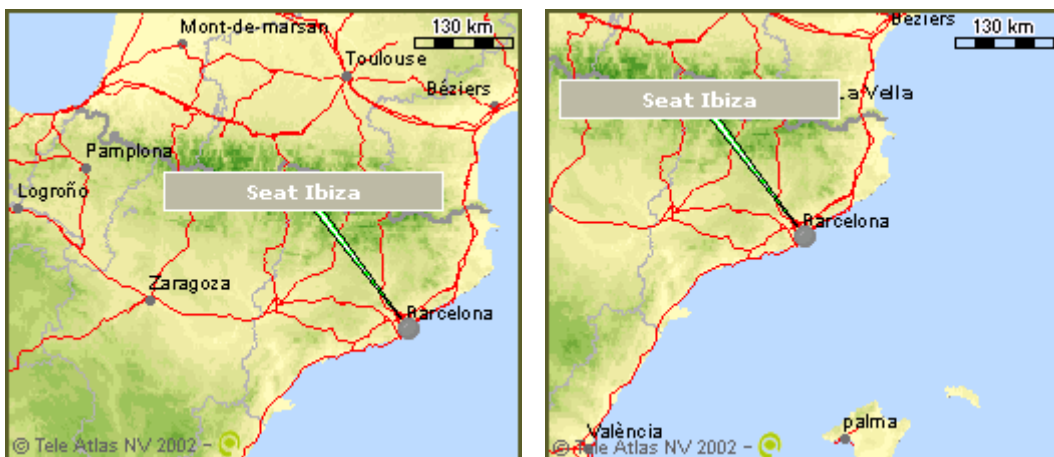 Mont-de-marsan
130 km
Toulouse
Béziers
Pamplona
Seat Ibiza
Logroño
Zaragoza
Barcelona
© Tele Atlas NV 2002 -
Béziers
130 km
Seat Ibiza
La Vella
Barcelona
València
palma
© Tele Atlas NV 2002 -